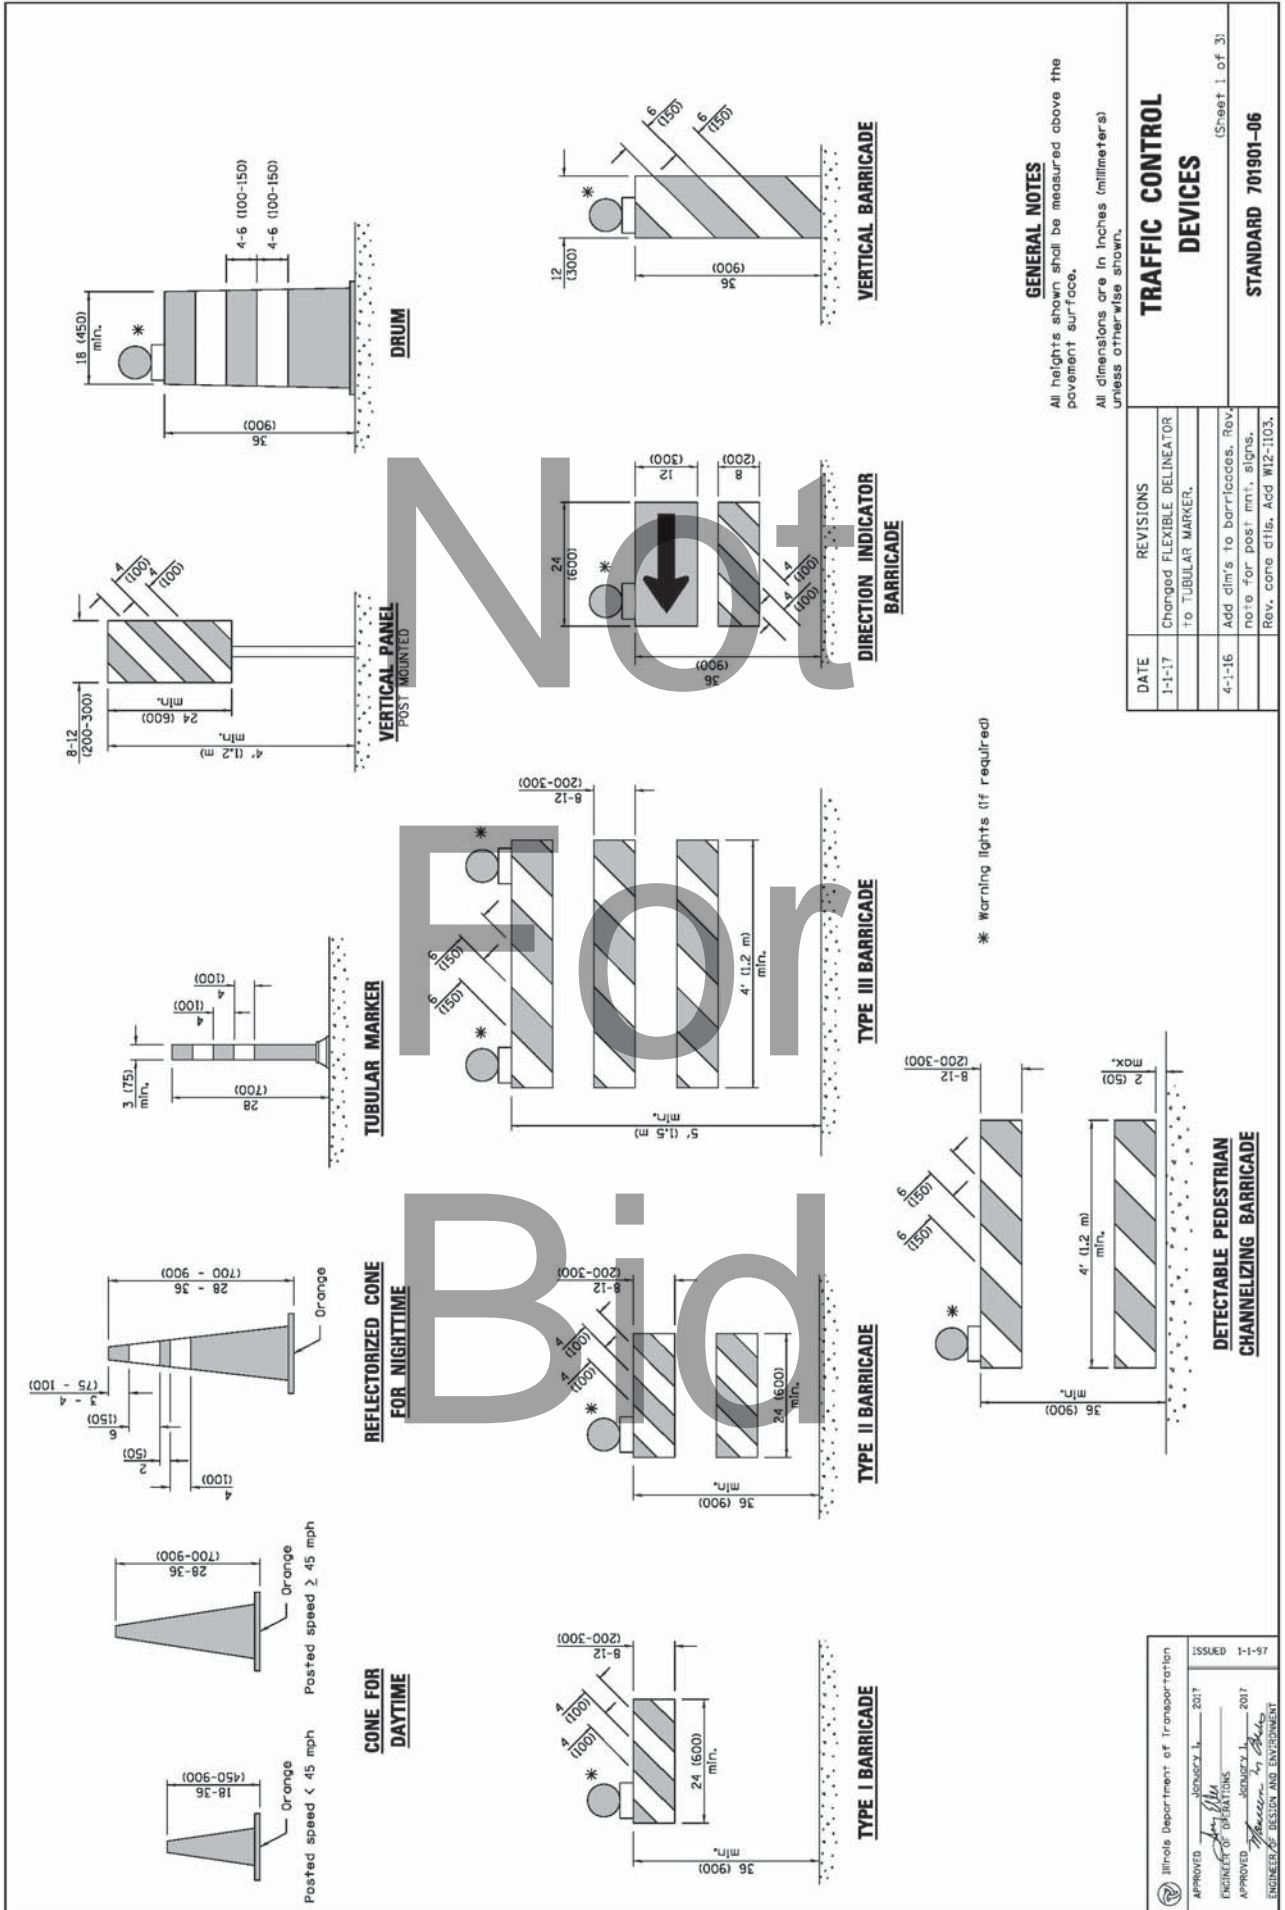 Posted speed < 45 mph
18-36
(450-900)
Orange
Posted speed ≥ 45 mph
28-36
(700-900)
Orange
CONE FOR
DAYTIME
3 - 4
(75 - 100)
6
(150)
2
(50)
4
(100)
28 - 36
(700 - 900)
Orange
REFLECTORIZED CONE
FOR NIGHTTIME
3 (75)
min.
4
(100)
4
(100)
28
(700)
TUBULAR MARKER
8-12
(200-300)
4
(100)
4
(100)
24 (600)
min.
4' (1.2 m)
min.
VERTICAL PANEL
POST MOUNTED
18 (450)
min.
*
4-6 (100-150)
4-6 (100-150)
36
(900)
DRUM
*
4
(100)
4
(100)
8-12
(200-300)
24 (600)
min.
36 (900)
min.
TYPE I BARRICADE
*
4
(100)
4
(100)
8-12
(200-300)
24 (600)
min.
36 (900)
min.
TYPE II BARRICADE
*
*
6
(150)
6
(150)
8-12
(200-300)
4' (1.2 m)
min.
5' (1.5 m)
min.
TYPE III BARRICADE
24
(600)
*
12
(300)
8
(200)
4
(100)
4
(100)
36
(900)
DIRECTION INDICATOR
BARRICADE
12
(300)
*
6
(150)
6
(150)
36
(900)
VERTICAL BARRICADE
*
6
(150)
6
(150)
8-12
(200-300)
4' (1.2 m)
min.
2 (50)
max.
36 (900)
min.
DETECTABLE PEDESTRIAN
CHANNELIZING BARRICADE
* Warning lights (if required)
GENERAL NOTES
All heights shown shall be measured above the
pavement surface.
All dimensions are in inches (millimeters)
unless otherwise shown.
Illinois Department of Transportation
APPROVED January 1, 2017
ENGINEER OF OPERATIONS
APPROVED January 1, 2017
ENGINEER OF DESIGN AND ENVIRONMENT
ISSUED 1-1-97
DATE REVISIONS
1-1-17 Changed FLEXIBLE DELINEATOR
to TUBULAR MARKER.
4-1-16 Add dim's to barricades. Rev.
note for post mnt. signs.
Rev. cone dtls. Add W12-I103.
TRAFFIC CONTROL
DEVICES
(Sheet 1 of 3)
STANDARD 701901-06
Not
For
Bid